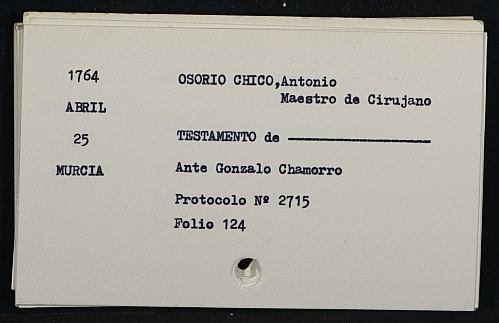 1764 OSORIO CHICO,Antonio
Maestro de Cirujano
ABRIL
25 TESTAMENTO de ------------------
MURCIA Ante Gonzalo Chamorro
Protocolo Nº 2715
Folio 124